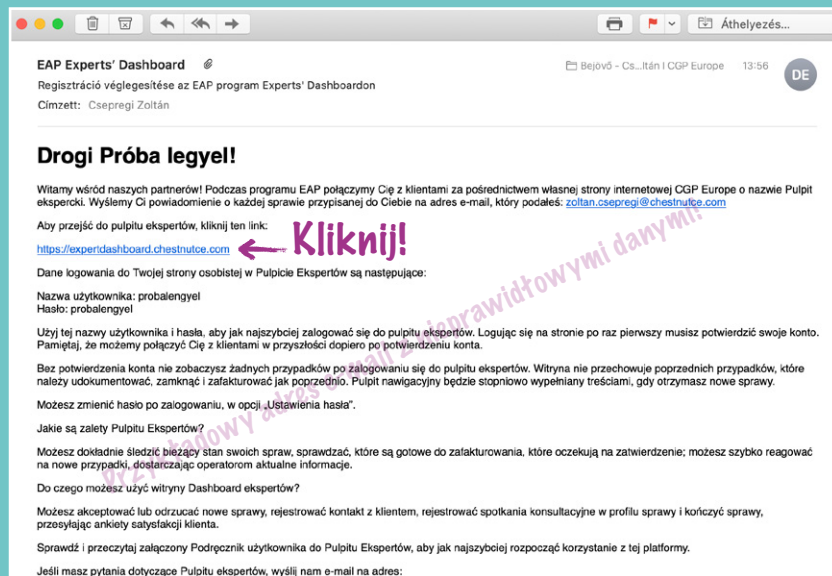 Áthelyezés...
EAP Experts' Dashboard
Bejövő - Cs...ltán | CGP Europe 13:56
DE
Regisztráció véglegesítése az EAP program Experts' Dashboardon
Címzett: Csepregi Zoltán
Drogi Próba legyel!
Witamy wśród naszych partnerów! Podczas programu EAP połączymy Cię z klientami za pośrednictwem własnej strony internetowej CGP Europe o nazwie Pulpit
ekspercki. Wyślemy Ci powiadomienie o każdej sprawie przypisanej do Ciebie na adres e-mail, który podałeś: zoltan.csepregi@chestnutce.com
Aby przejść do pulpitu ekspertów, kliknij ten link:
https://expertdashboard.chestnutce.com
Kliknij!
Dane logowania do Twojej strony osobistej w Pulpicie Ekspertów są następujące:
Nazwa użytkownika: probalengyel
Hasło: probalengyel
Użyj tej nazwy użytkownika i hasła, aby jak najszybciej zalogować się do pulpitu ekspertów. Logując się na stronie po raz pierwszy musisz potwierdzić swoje konto.
Pamiętaj, że możemy połączyć Cię z klientami w przyszłości dopiero po potwierdzeniu konta.
Bez potwierdzenia konta nie zobaczysz żadnych przypadków po zalogowaniu się do pulpitu ekspertów. Witryna nie przechowuje poprzednich przypadków, które
należy udokumentować, zamknąć i zafakturować jak poprzednio. Pulpit nawigacyjny będzie stopniowo wypełniany treściami, gdy otrzymasz nowe sprawy.
Możesz zmienić hasło po zalogowaniu, w opcji „Ustawienia hasła”.
Jakie są zalety Pulpitu Ekspertów?
Możesz dokładnie śledzić bieżący stan swoich spraw, sprawdzać, które są gotowe do zafakturowania, które oczekują na zatwierdzenie; możesz szybko reagować
na nowe przypadki, dostarczając operatorom aktualne informacje.
Do czego możesz użyć witryny Dashboard ekspertów?
Możesz akceptować lub odrzucać nowe sprawy, rejestrować kontakt z klientem, rejestrować spotkania konsultacyjne w profilu sprawy i kończyć sprawy,
przesyłając ankiety satysfakcji klienta.
Sprawdź i przeczytaj załączony Podręcznik użytkownika do Pulpitu Ekspertów, aby jak najszybciej rozpocząć korzystanie z tej platformy.
Jeśli masz pytania dotyczące Pulpitu ekspertów, wyślij nam e-mail na adres:
Przykładowy adres e-mail z nieprawidłowymi danymi!